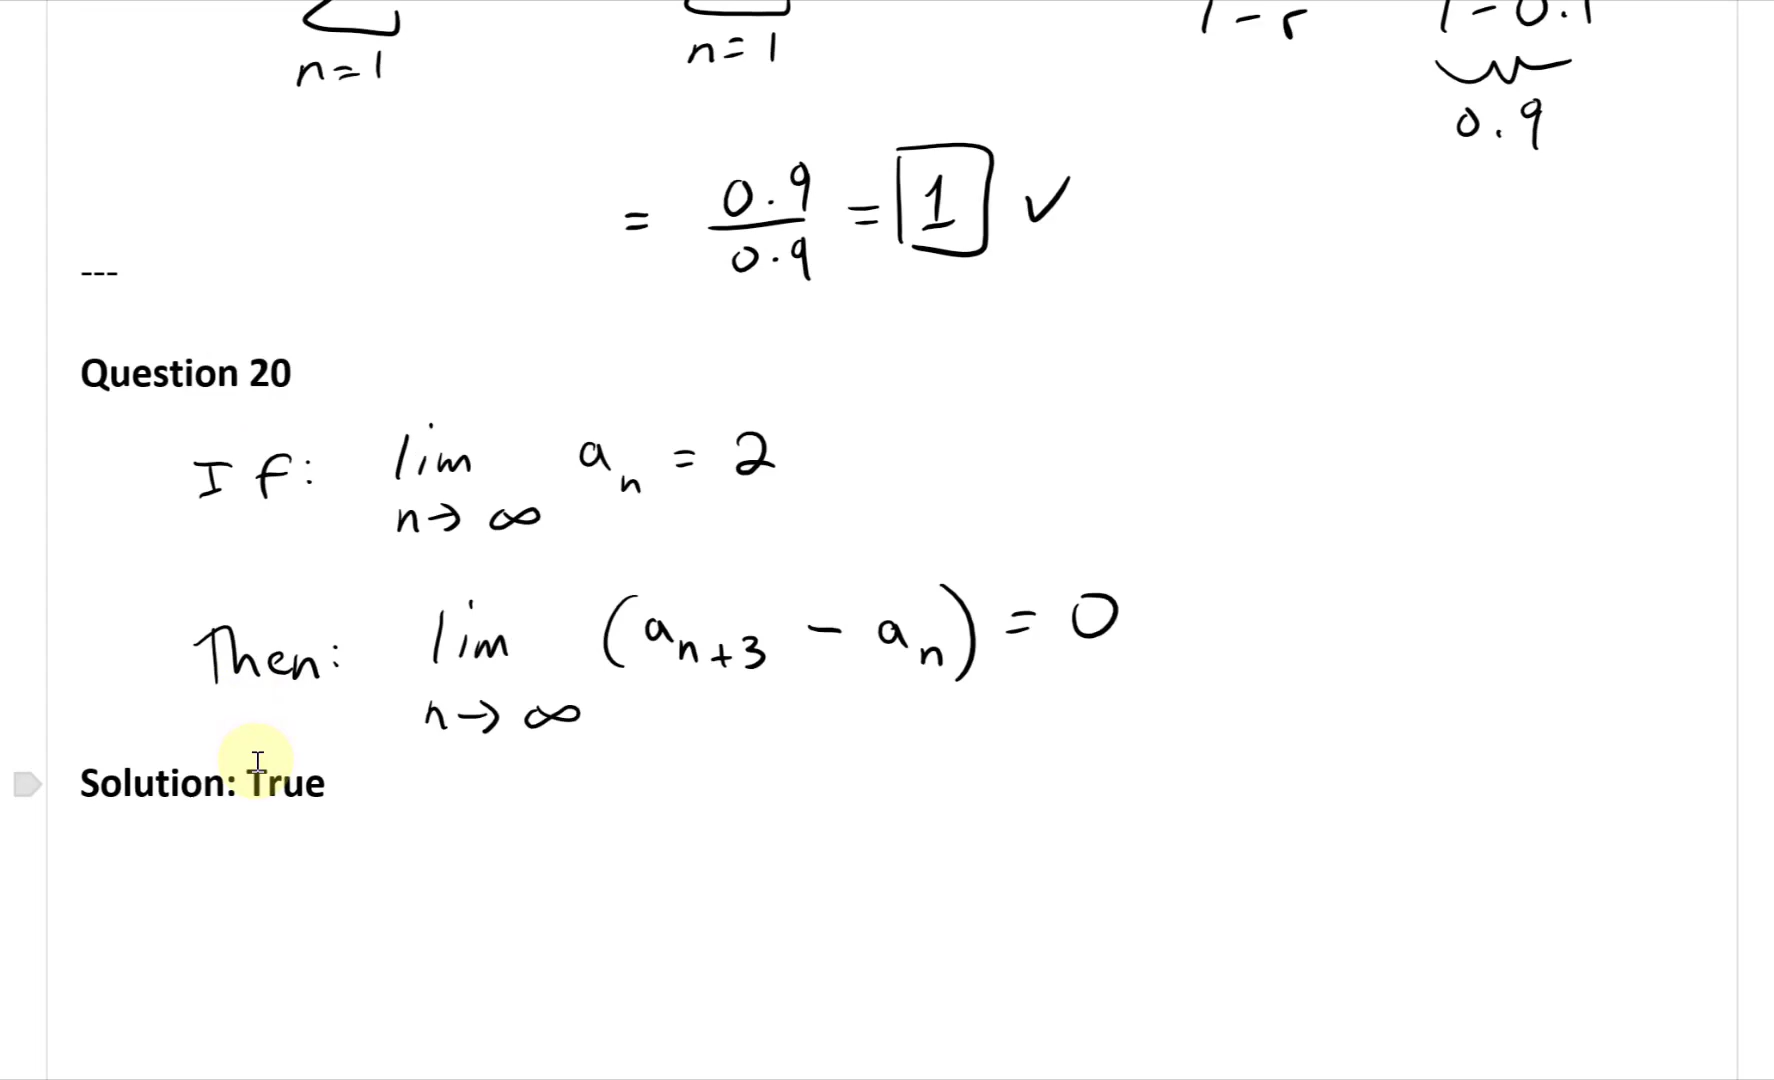 n=1 n=1 1-r 1-0.1
0.9
= 0.9/0.9 = 1 ✓
---
Question 20
If: lim a_n = 2
n→∞
Then: lim (a_{n+3} - a_n) = 0
n→∞
Solution: True